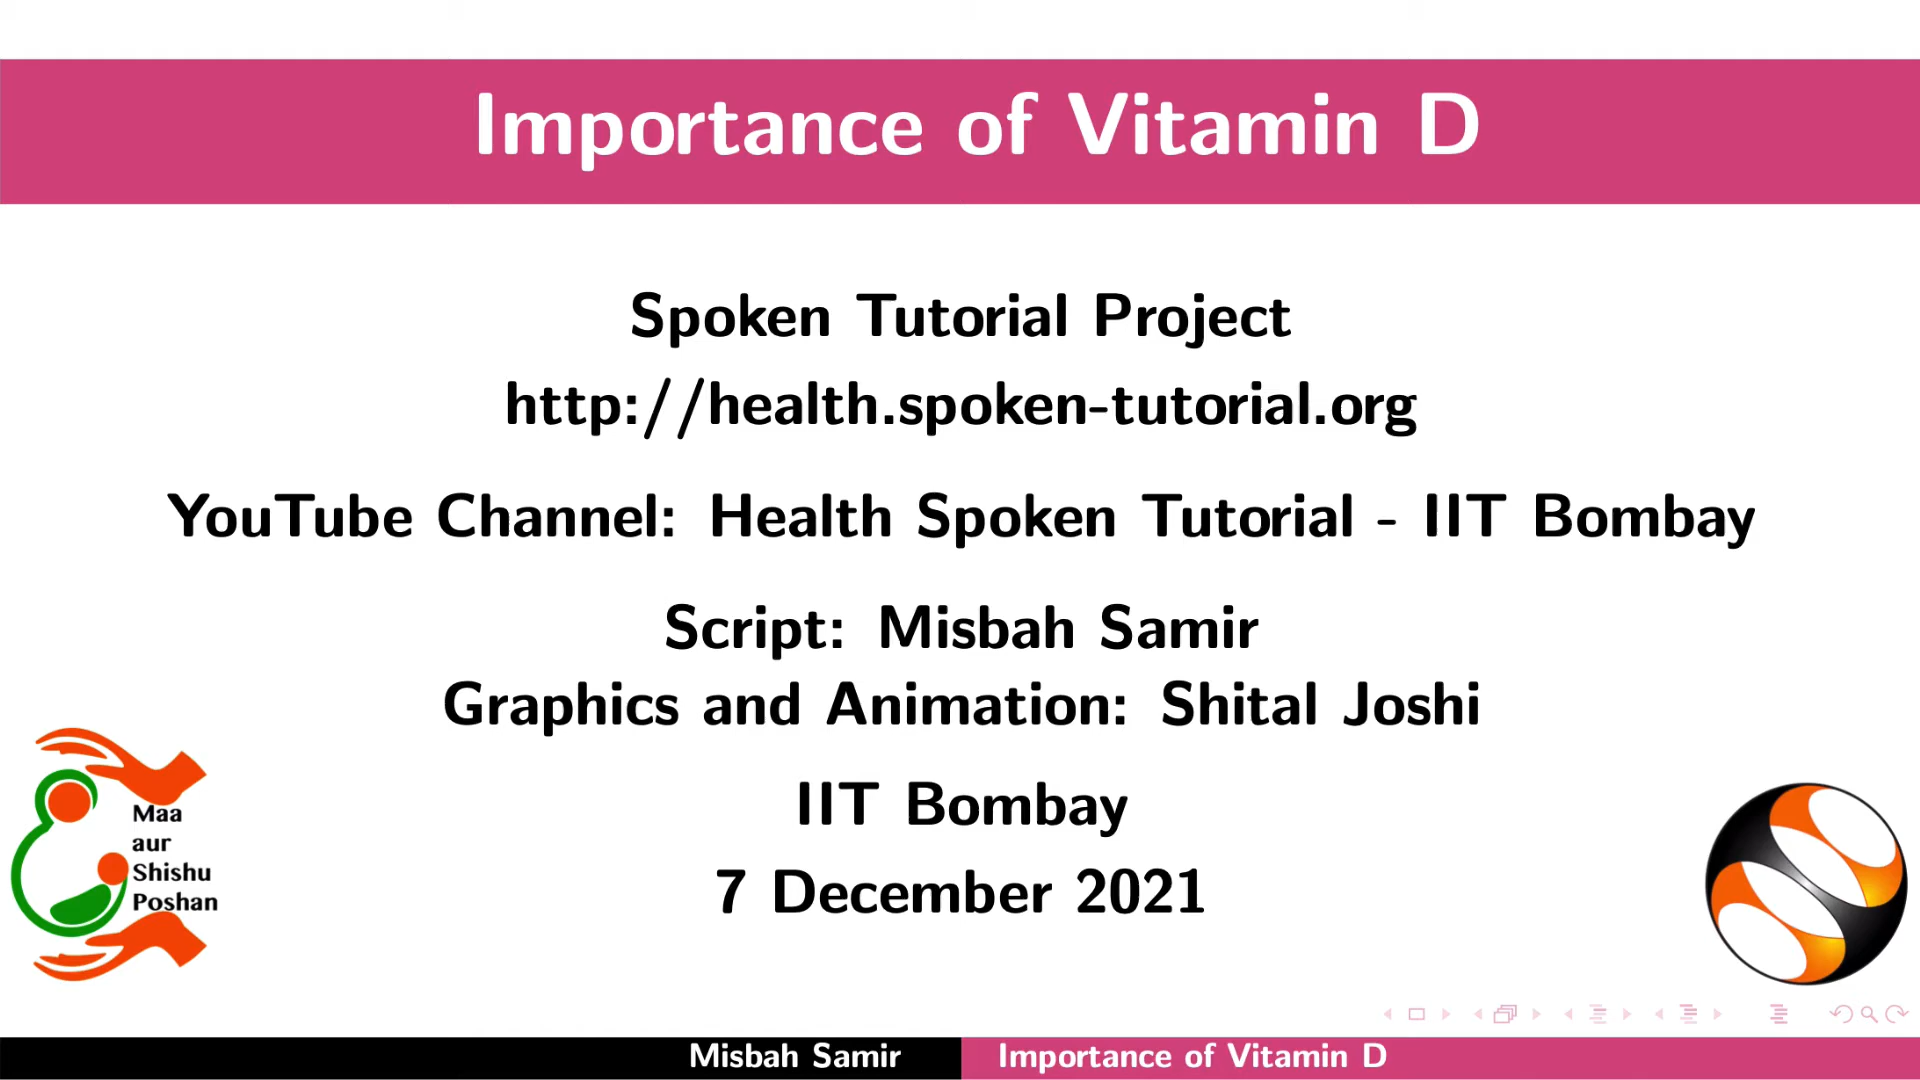 Importance of Vitamin D
Spoken Tutorial Project
http://health.spoken-tutorial.org
YouTube Channel: Health Spoken Tutorial - IIT Bombay
Script: Misbah Samir
Graphics and Animation: Shital Joshi
IIT Bombay
7 December 2021
Maa
aur
Shishu
Poshan
Misbah Samir
Importance of Vitamin D